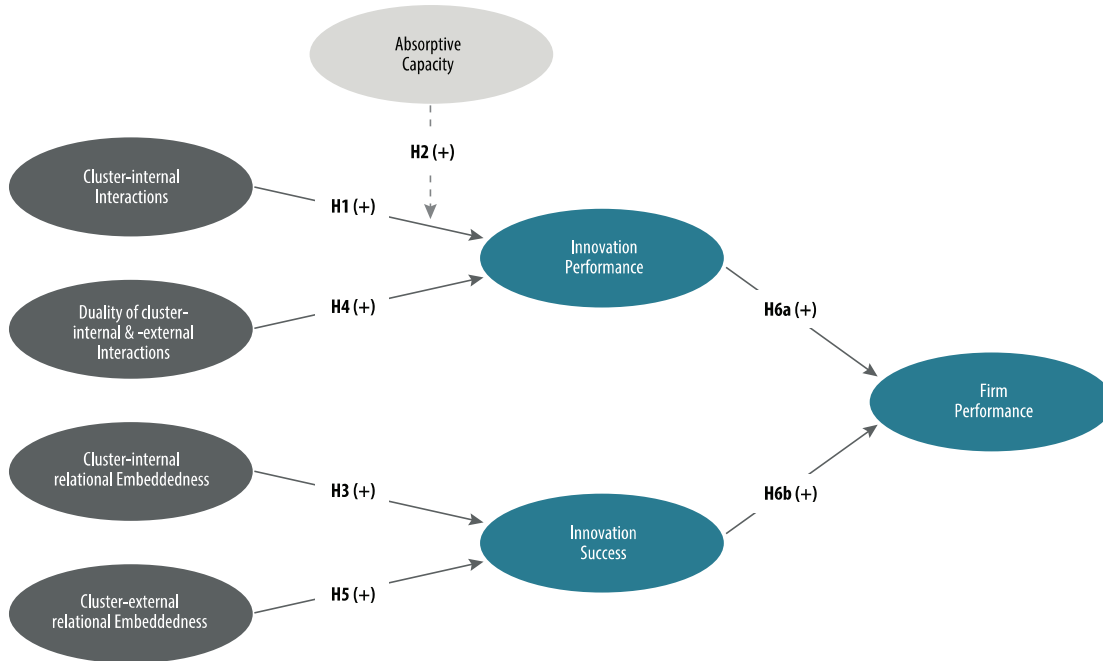 Absorptive
Capacity
H2 (+)
Cluster-internal
Interactions
H1 (+)
Innovation
Performance
Duality of cluster-
internal & -external
Interactions
H4 (+)
H6a (+)
Firm
Performance
Cluster-internal
relational Embeddedness
H3 (+)
H6b (+)
Innovation
Success
Cluster-external
relational Embeddedness
H5 (+)